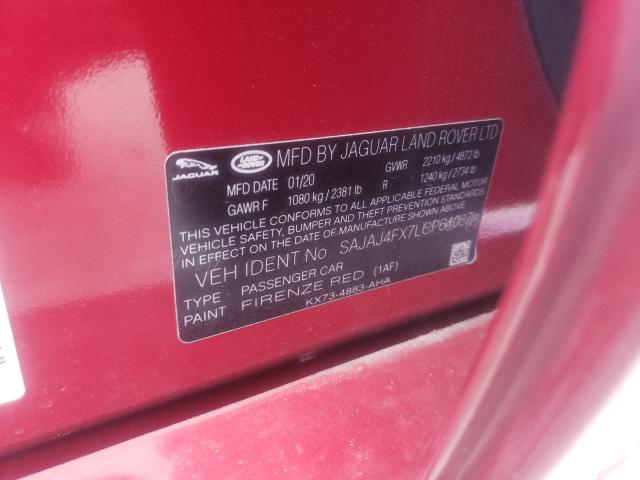 JAGUAR
LAND ROVER
MFD BY JAGUAR LAND ROVER LTD
MFD DATE 01/20 GVWR 2210 kg / 4872 lb
GAWR F 1080 kg / 2381 lb R 1240 kg / 2734 lb
THIS VEHICLE CONFORMS TO ALL APPLICABLE FEDERAL MOTOR
VEHICLE SAFETY, BUMPER AND THEFT PREVENTION STANDARDS
IN EFFECT ON THE DATE OF MANUFACTURE SHOWN ABOVE
VEH IDENT No
TYPE PASSENGER CAR
PAINT FIRENZE RED (1AF)
KX73-4883-AHA